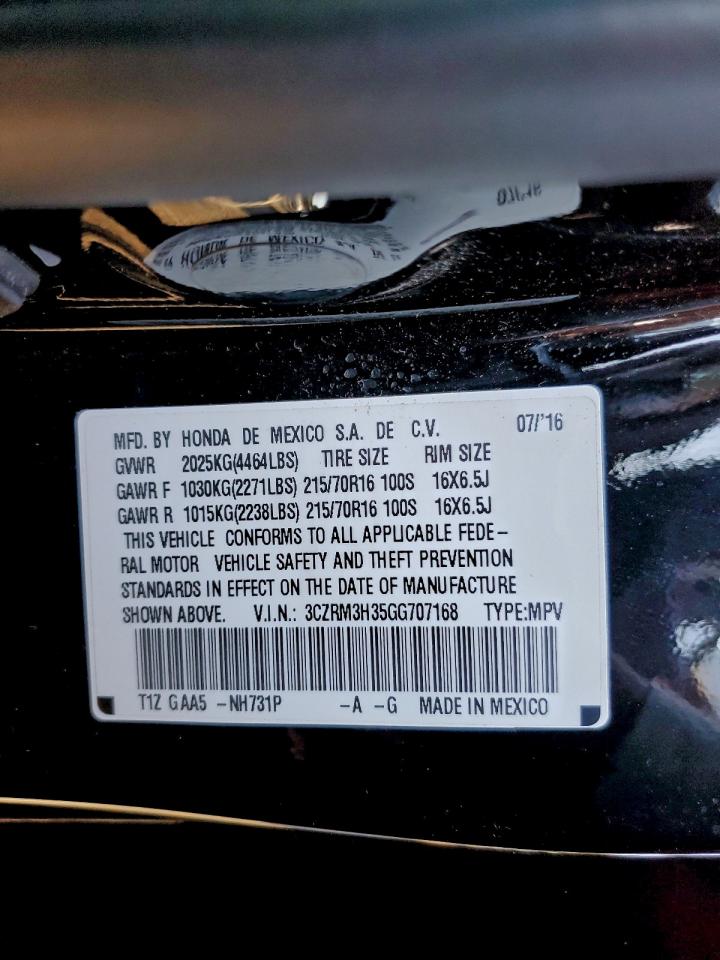 07/'16
MFD. BY HONDA DE MEXICO S.A. DE C.V. 07/'16
GVWR 2025KG(4464LBS) TIRE SIZE RIM SIZE
GAWR F 1030KG(2271LBS) 215/70R16 100S 16X6.5J
GAWR R 1015KG(2238LBS) 215/70R16 100S 16X6.5J
THIS VEHICLE CONFORMS TO ALL APPLICABLE FEDE-
RAL MOTOR VEHICLE SAFETY AND THEFT PREVENTION
STANDARDS IN EFFECT ON THE DATE OF MANUFACTURE
SHOWN ABOVE. V.I.N.: 3CZRM3H35GG707168 TYPE:MPV
T1Z GAA5 -NH731P -A -G MADE IN MEXICO